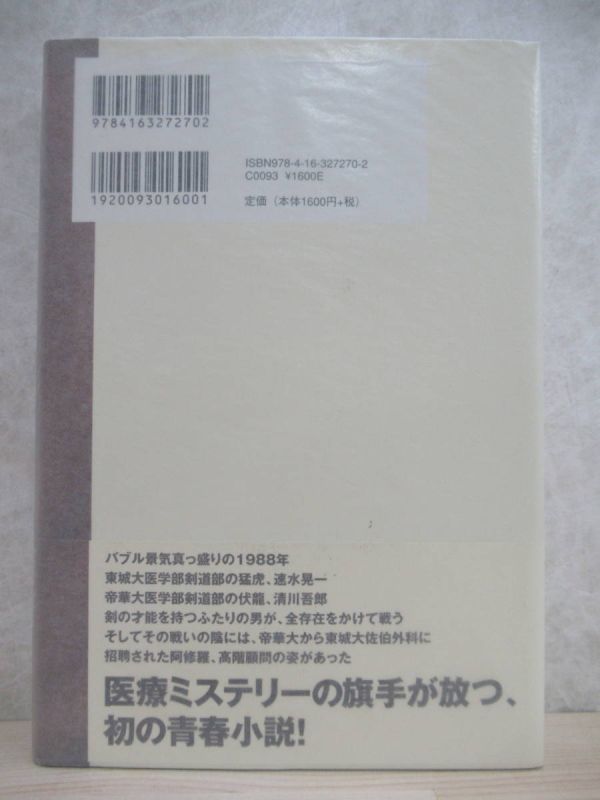 9784163272702
ISBN978-4-16-327270-2
C0093 ¥1600E
1920093016001
定価（本体1600円+税）
バブル景気真っ盛りの1988年
東城大医学部剣道部の猛虎、速水晃一
帝華大医学部剣道部の伏龍、清川吾郎
剣の才能を持つふたりの男が、全存在をかけて戦う
そしてその戦いの陰には、帝華大から東城大佐伯外科に
招聘された阿修羅、高階顧問の姿があった
医療ミステリーの旗手が放つ、
初の青春小説！